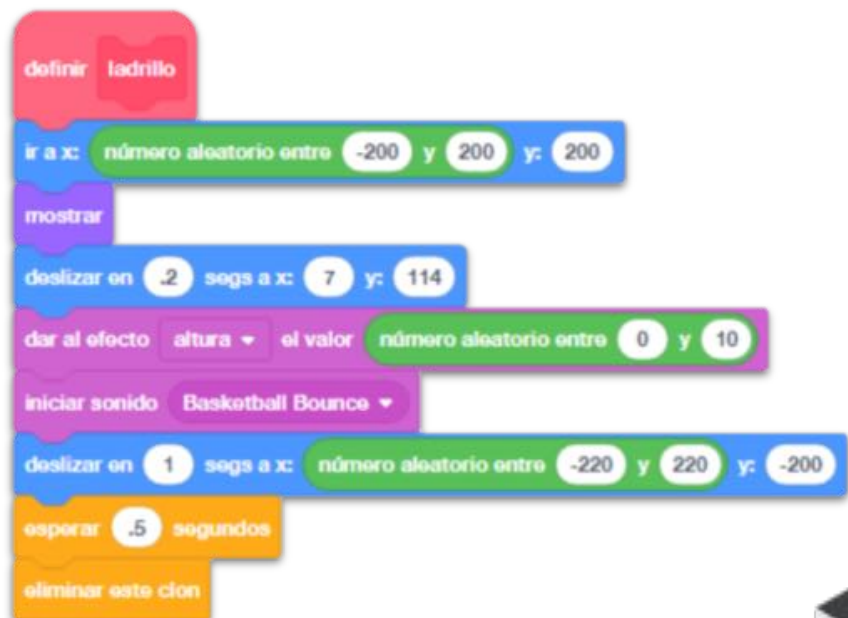 definir ladrillo
ir a x: número aleatorio entre -200 y 200 y: 200
mostrar
deslizar en .2 segs a x: 7 y: 114
dar al efecto altura el valor número aleatorio entre 0 y 10
iniciar sonido Basketball Bounce
deslizar en 1 segs a x: número aleatorio entre -220 y 220 y: -200
esperar .5 segundos
eliminar este clon